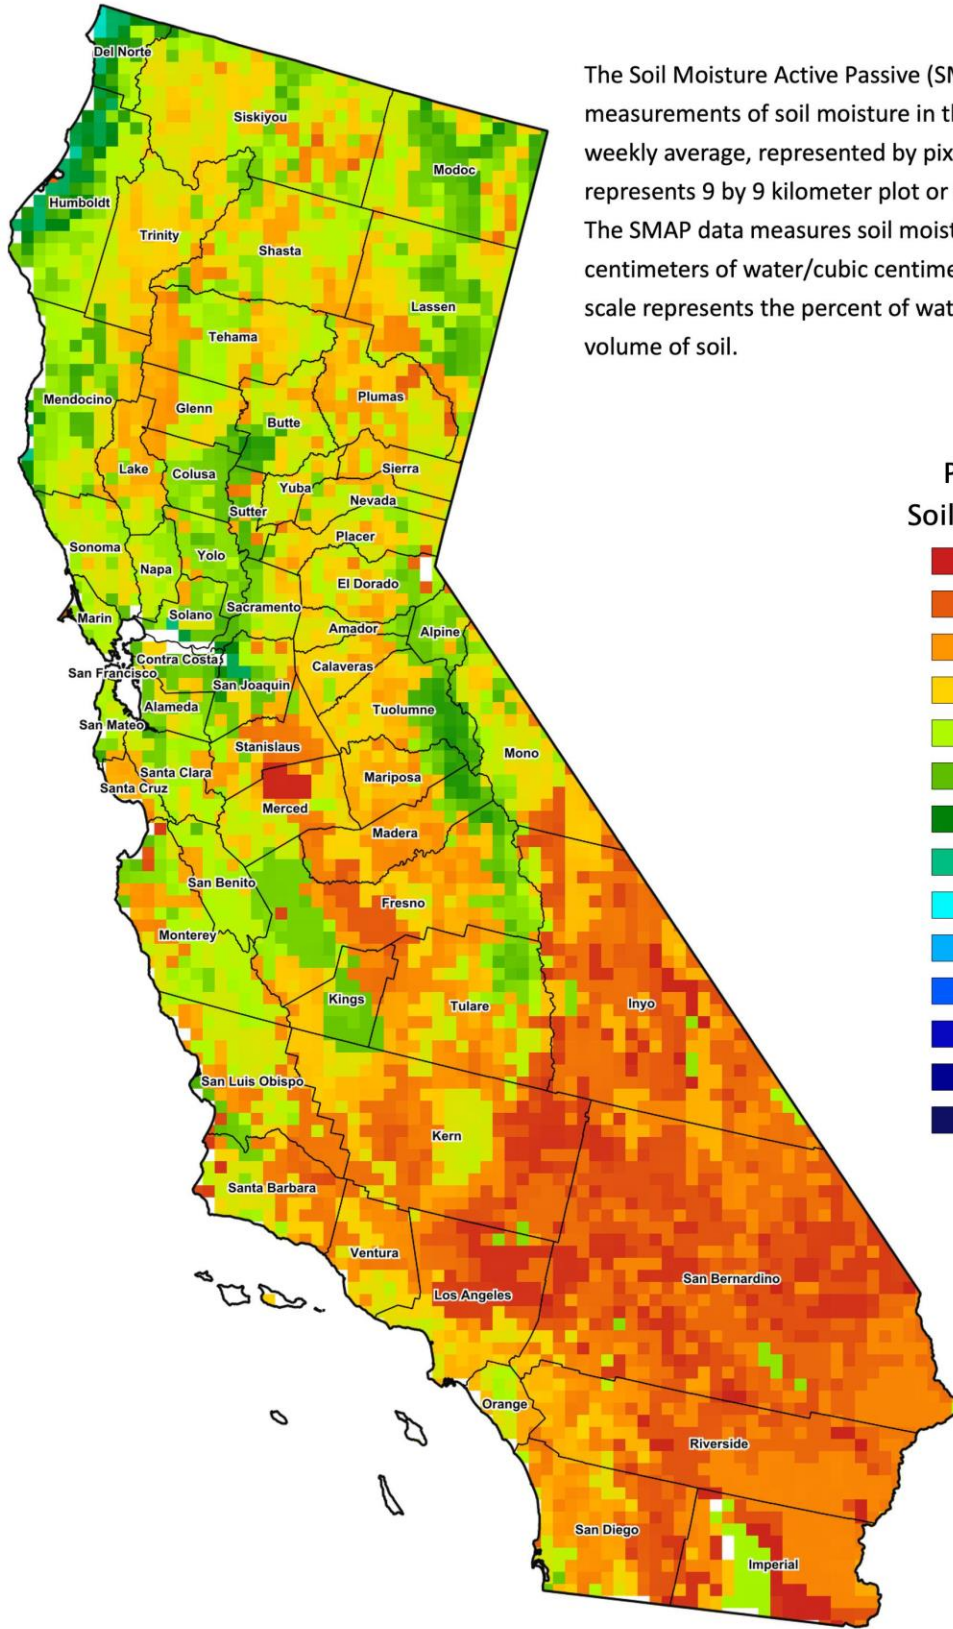 The Soil Moisture Active Passive (SM
measurements of soil moisture in th
weekly average, represented by pix
represents 9 by 9 kilometer plot or
The SMAP data measures soil moist
centimeters of water/cubic centime
scale represents the percent of wat
volume of soil.
P
Soil
Del Norte
Siskiyou
Modoc
Humboldt
Trinity
Shasta
Lassen
Tehama
Mendocino
Glenn
Butte
Plumas
Lake
Colusa
Sierra
Yuba
Nevada
Sutter
Placer
Sonoma
Yolo
Napa
El Dorado
Marin
Solano
Sacramento
Amador
Alpine
Contra Costa
San Francisco
San Joaquin
Calaveras
Alameda
Tuolumne
San Mateo
Stanislaus
Mono
Santa Clara
Mariposa
Santa Cruz
Merced
Madera
San Benito
Fresno
Monterey
Kings
Tulare
Inyo
San Luis Obispo
Kern
Santa Barbara
Ventura
San Bernardino
Los Angeles
Orange
Riverside
San Diego
Imperial